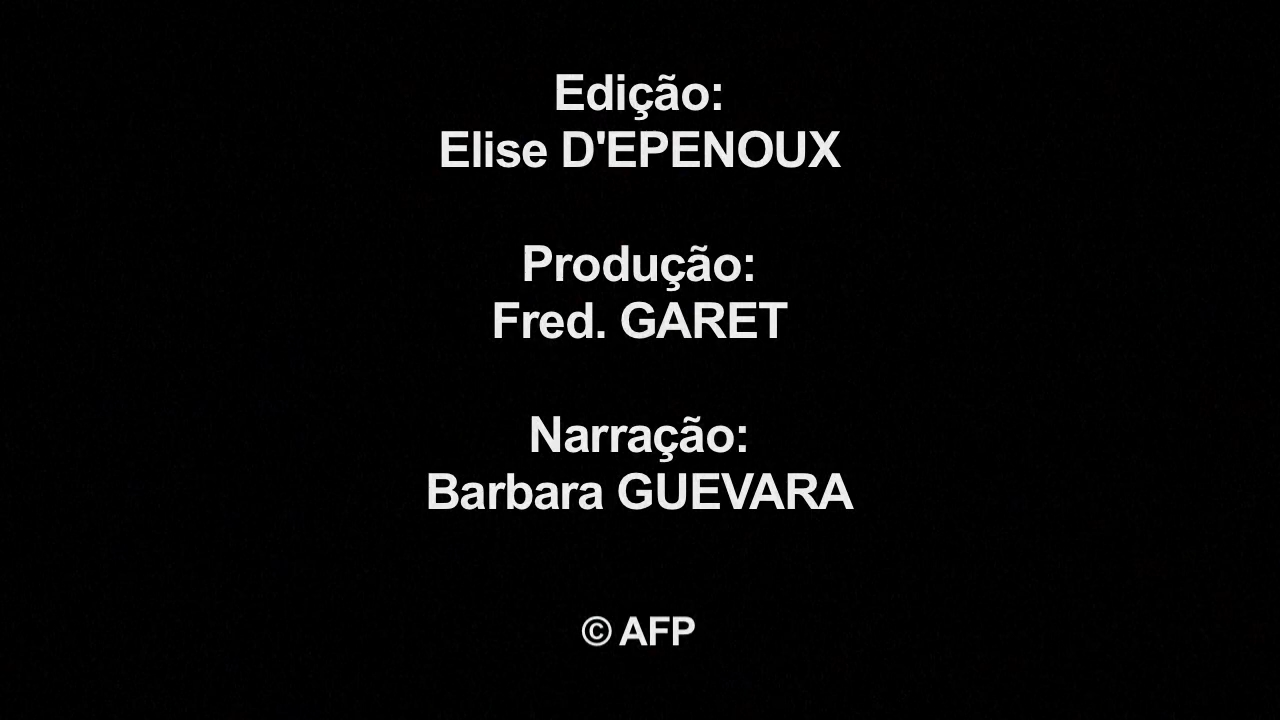 Edição:
Elise D'EPENOUX
Produção:
Fred. GARET
Narração:
Barbara GUEVARA
© AFP